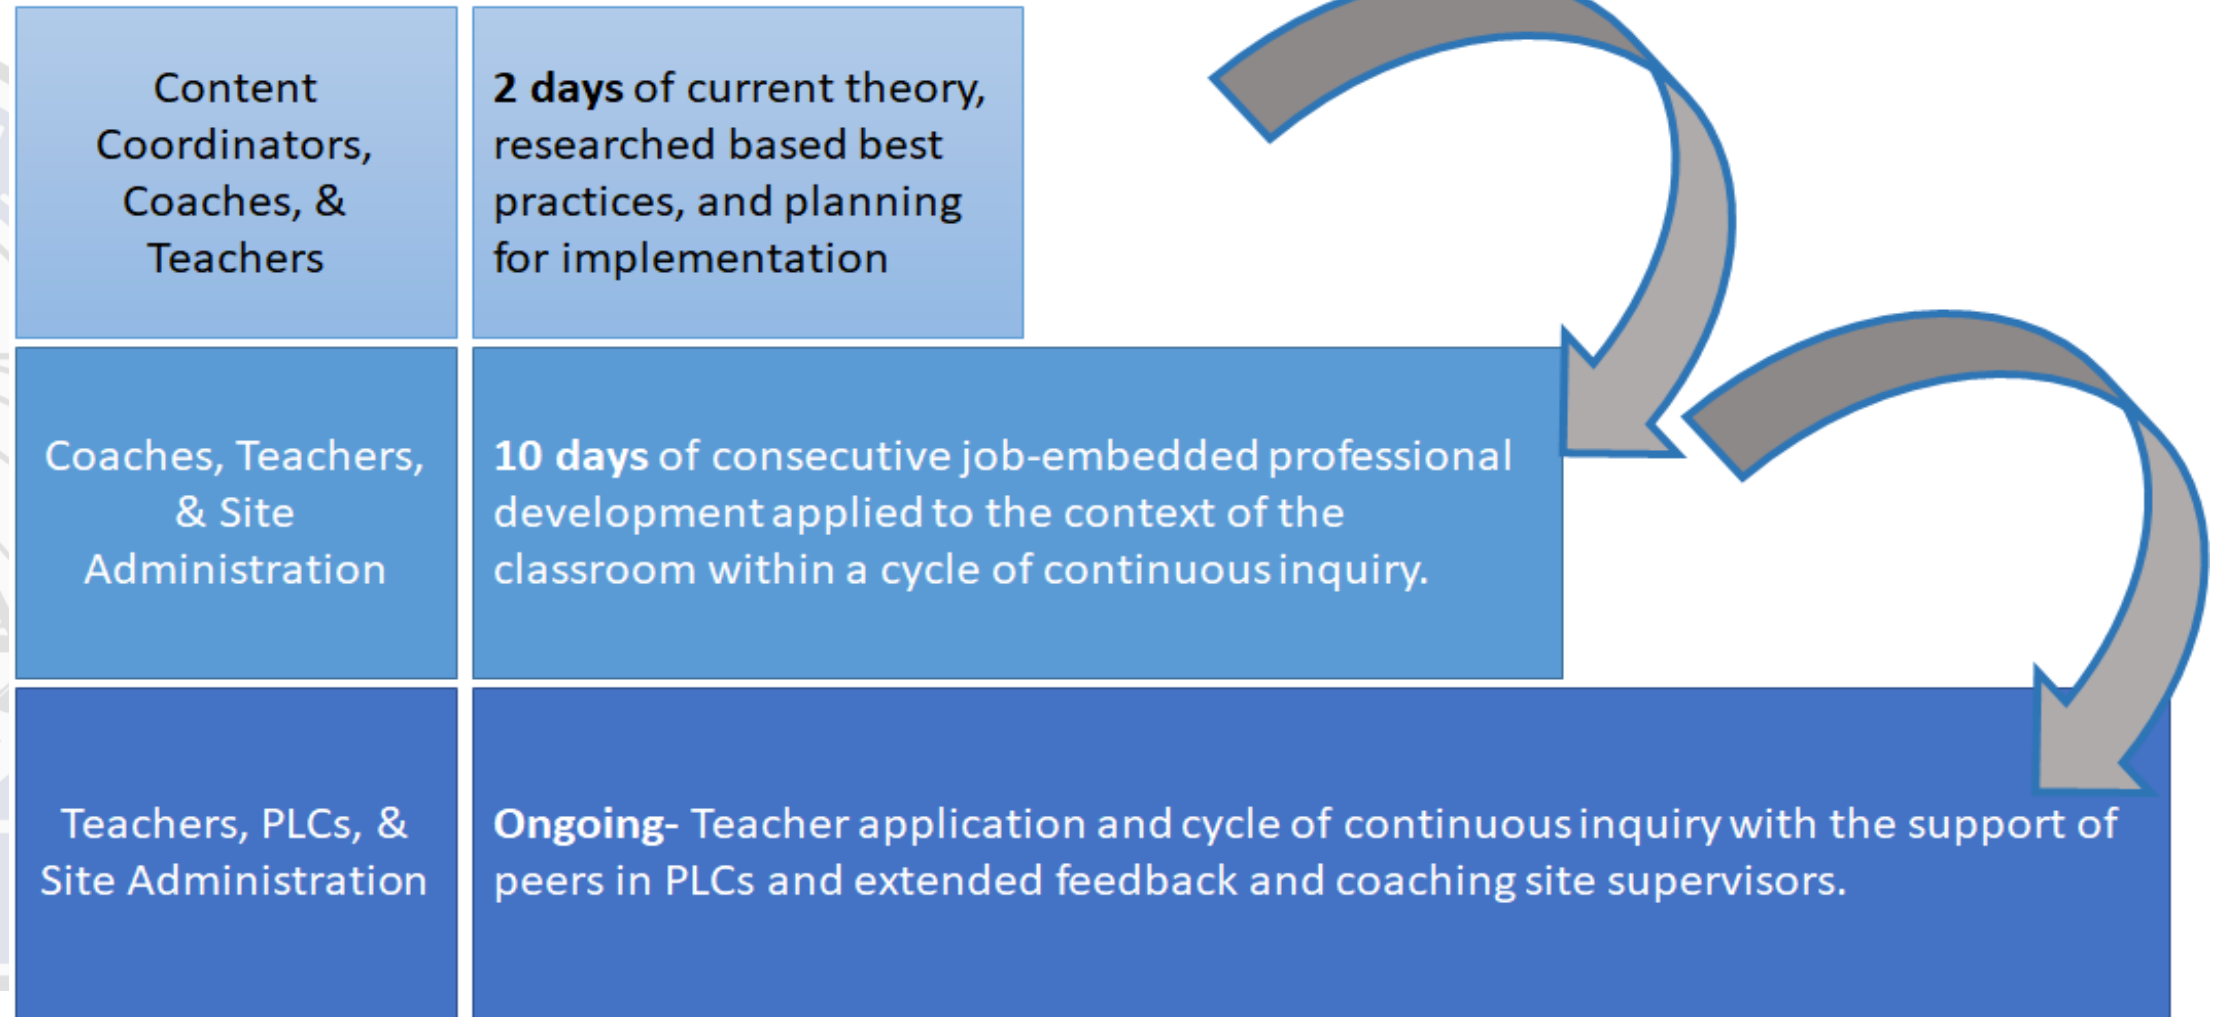 Content
Coordinators,
Coaches, &
Teachers
2 days of current theory,
researched based best
practices, and planning
for implementation
Coaches, Teachers,
& Site
Administration
10 days of consecutive job-embedded professional
development applied to the context of the
classroom within a cycle of continuous inquiry.
Teachers, PLCs, &
Site Administration
Ongoing- Teacher application and cycle of continuous inquiry with the support of
peers in PLCs and extended feedback and coaching site supervisors.